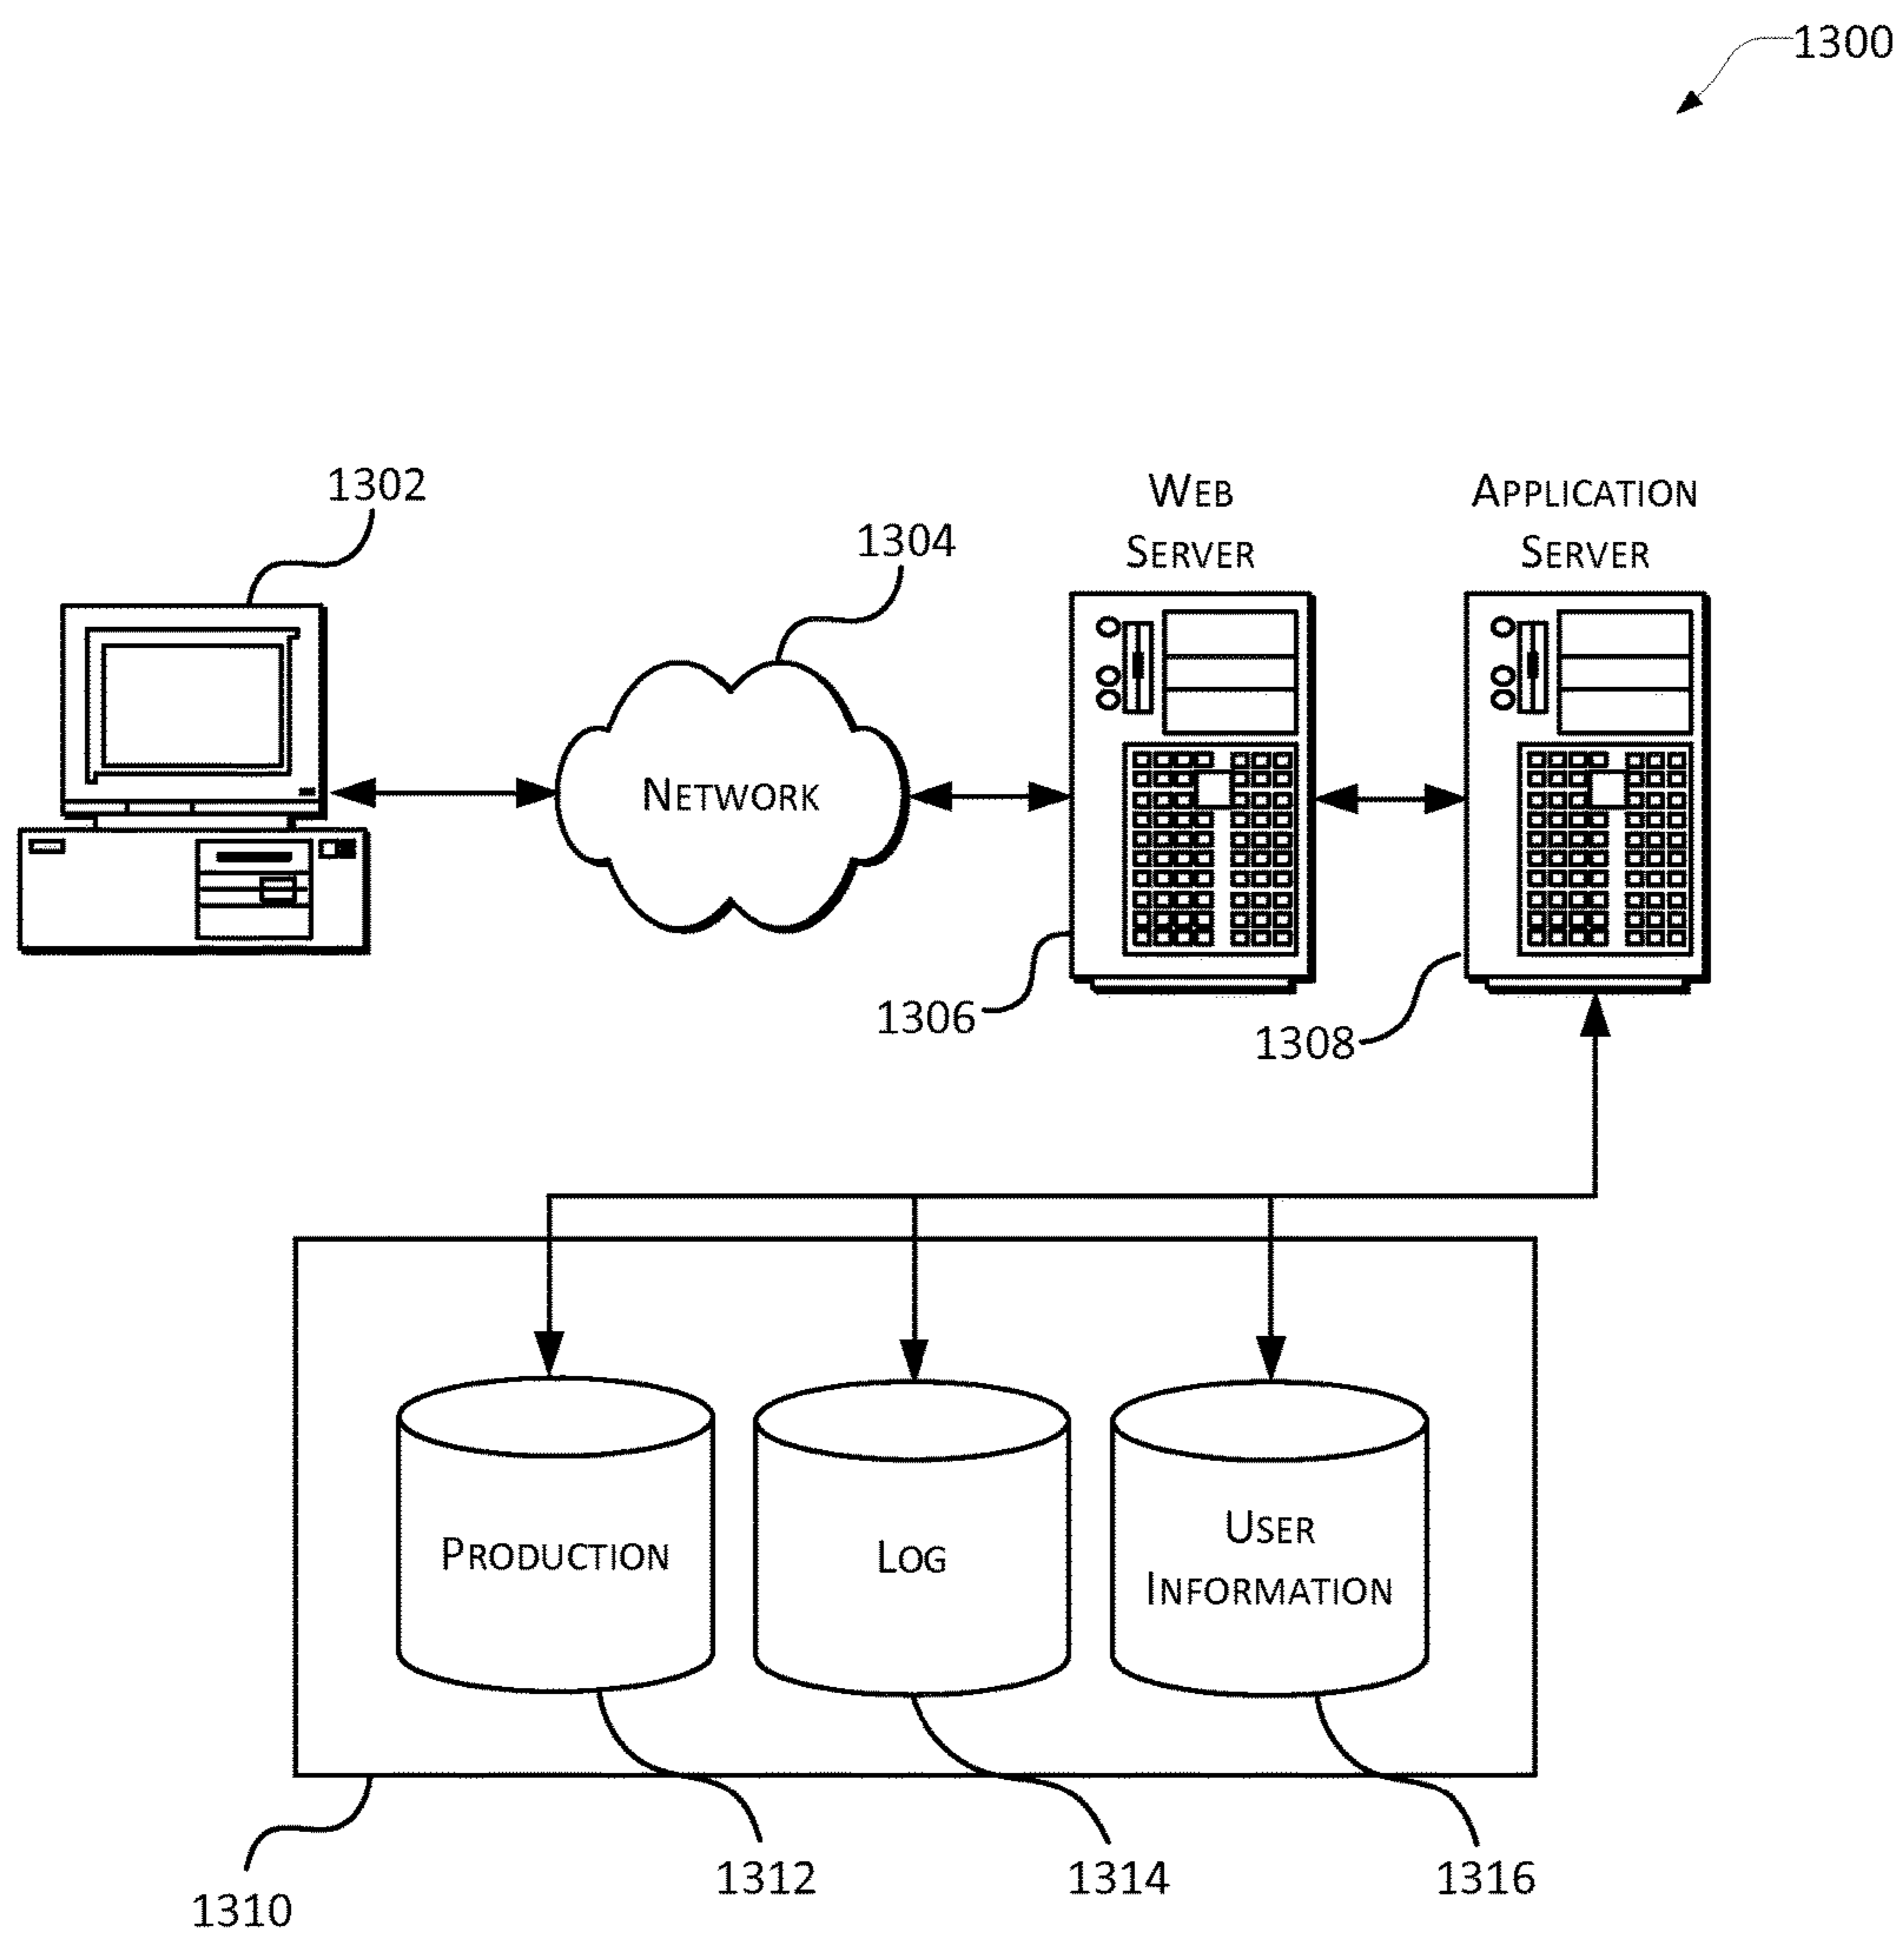 1300
1302
1304
WEB
SERVER
APPLICATION
SERVER
NETWORK
1306
1308
PRODUCTION
LOG
USER
INFORMATION
1310
1312
1314
1316